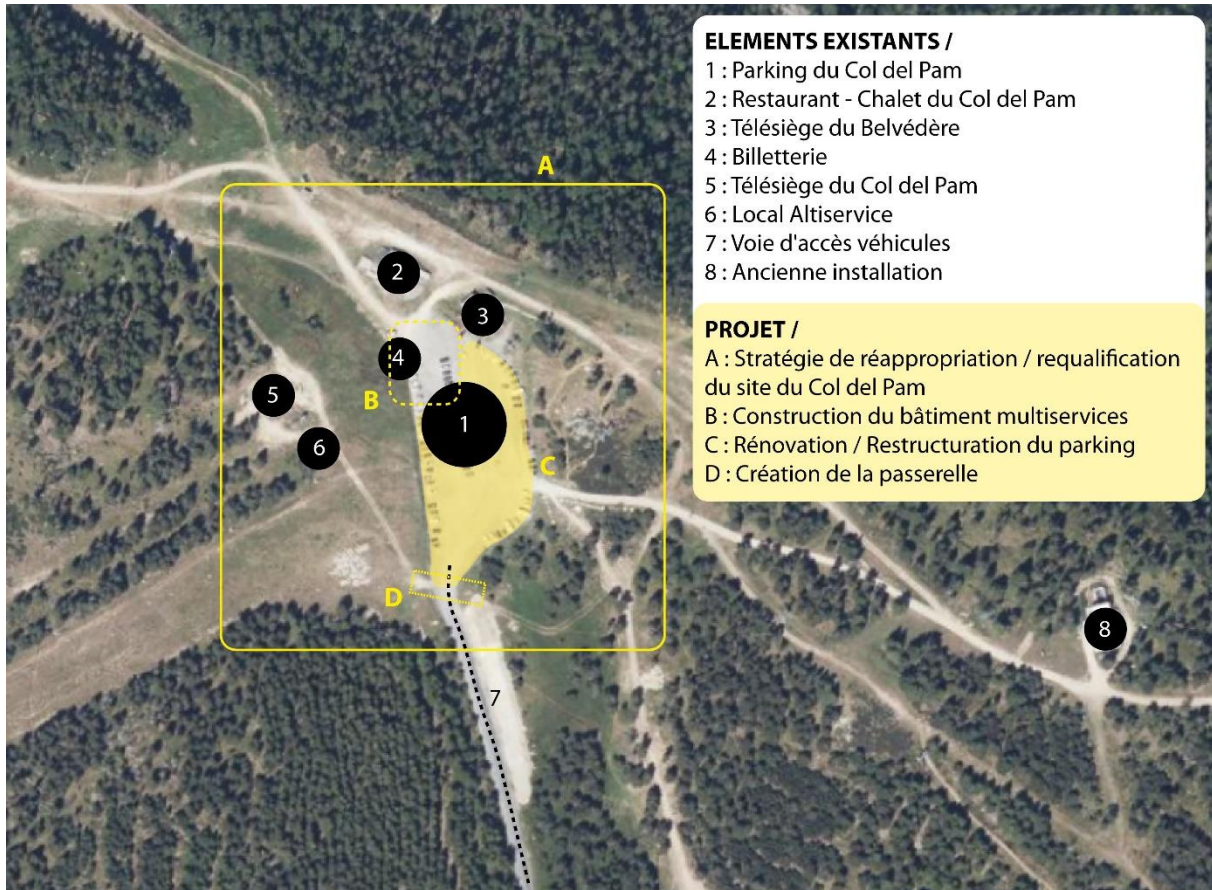 ELEMENTS EXISTANTS /
1 : Parking du Col del Pam
2 : Restaurant - Chalet du Col del Pam
3 : Télésiège du Belvédère
4 : Billetterie
5 : Télésiège du Col del Pam
6 : Local Altiservice
7 : Voie d'accès véhicules
8 : Ancienne installation
PROJET /
A : Stratégie de réappropriation / requalification
du site du Col del Pam
B : Construction du bâtiment multiservices
C : Rénovation / Restructuration du parking
D : Création de la passerelle
A
2
3
4
B
5
1
6
C
D
8
7